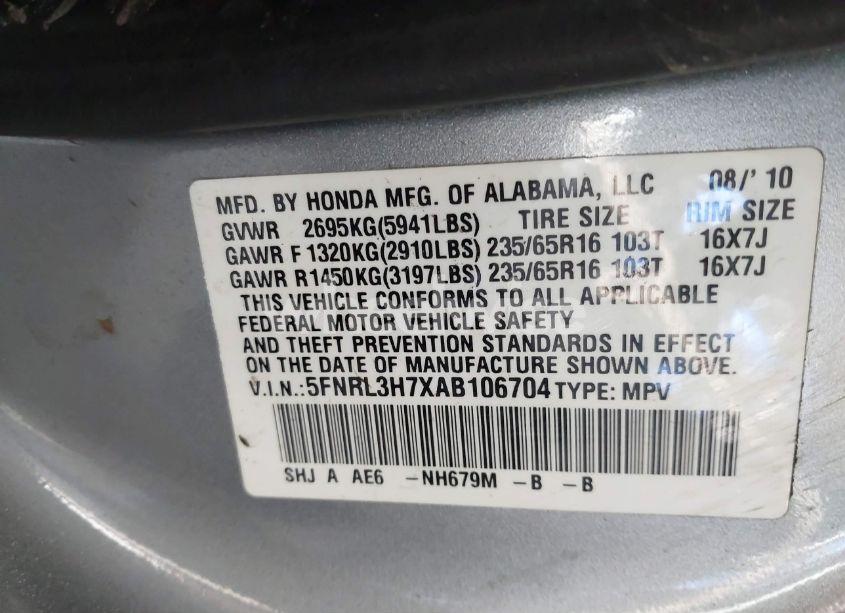 MFD. BY HONDA MFG. OF ALABAMA, LLC 08/'10
GVWR 2695KG(5941LBS) TIRE SIZE RIM SIZE
GAWR F1320KG(2910LBS) 235/65R16 103T 16X7J
GAWR R1450KG(3197LBS) 235/65R16 103T 16X7J
THIS VEHICLE CONFORMS TO ALL APPLICABLE
FEDERAL MOTOR VEHICLE SAFETY
AND THEFT PREVENTION STANDARDS IN EFFECT
ON THE DATE OF MANUFACTURE SHOWN ABOVE.
V.I.N.:5FNRL3H7XAB106704 TYPE: MPV
SHJ A AE6 -NH679M -B -B